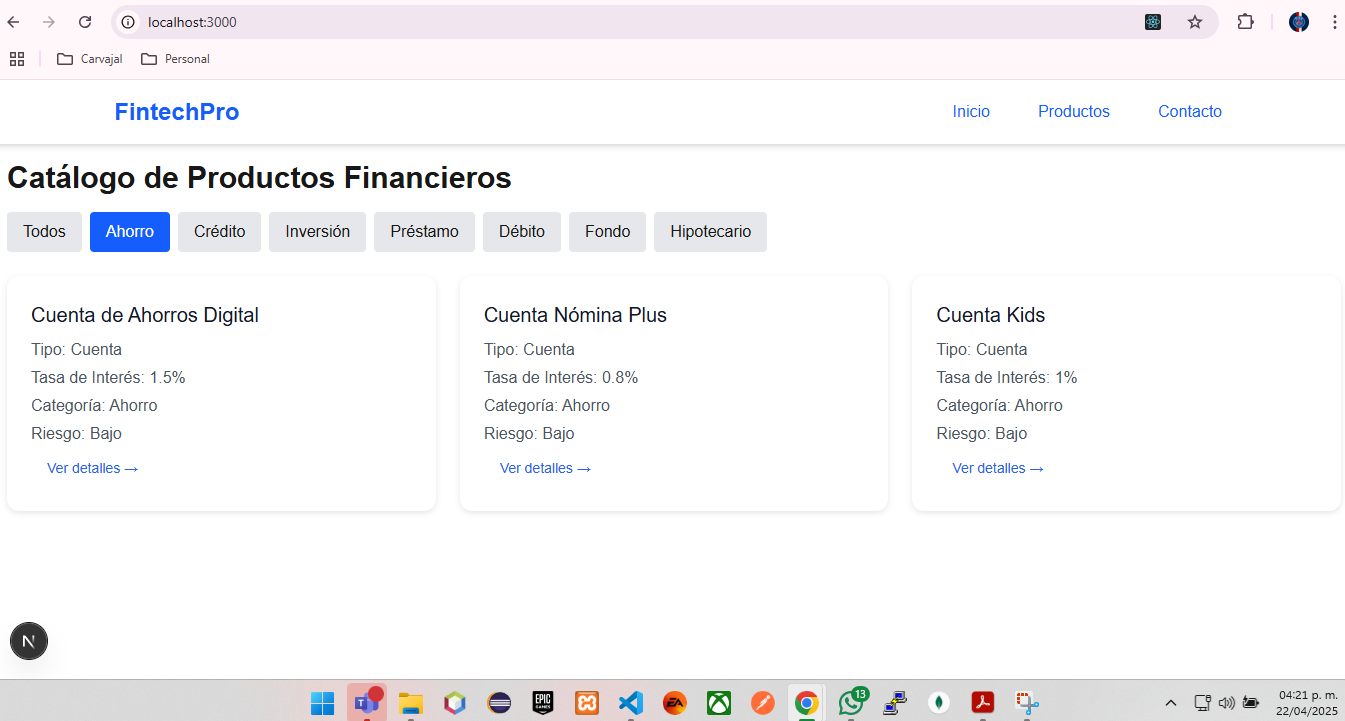 localhost:3000
Carvajal Personal
FintechPro Inicio Productos Contacto
Catálogo de Productos Financieros
Todos Ahorro Crédito Inversión Préstamo Débito Fondo Hipotecario
Cuenta de Ahorros Digital
Tipo: Cuenta
Tasa de Interés: 1.5%
Categoría: Ahorro
Riesgo: Bajo
Ver detalles →
Cuenta Nómina Plus
Tipo: Cuenta
Tasa de Interés: 0.8%
Categoría: Ahorro
Riesgo: Bajo
Ver detalles →
Cuenta Kids
Tipo: Cuenta
Tasa de Interés: 1%
Categoría: Ahorro
Riesgo: Bajo
Ver detalles →
N
T
EPIC
GAMES
EA
13
04:21 p. m.
22/04/2025